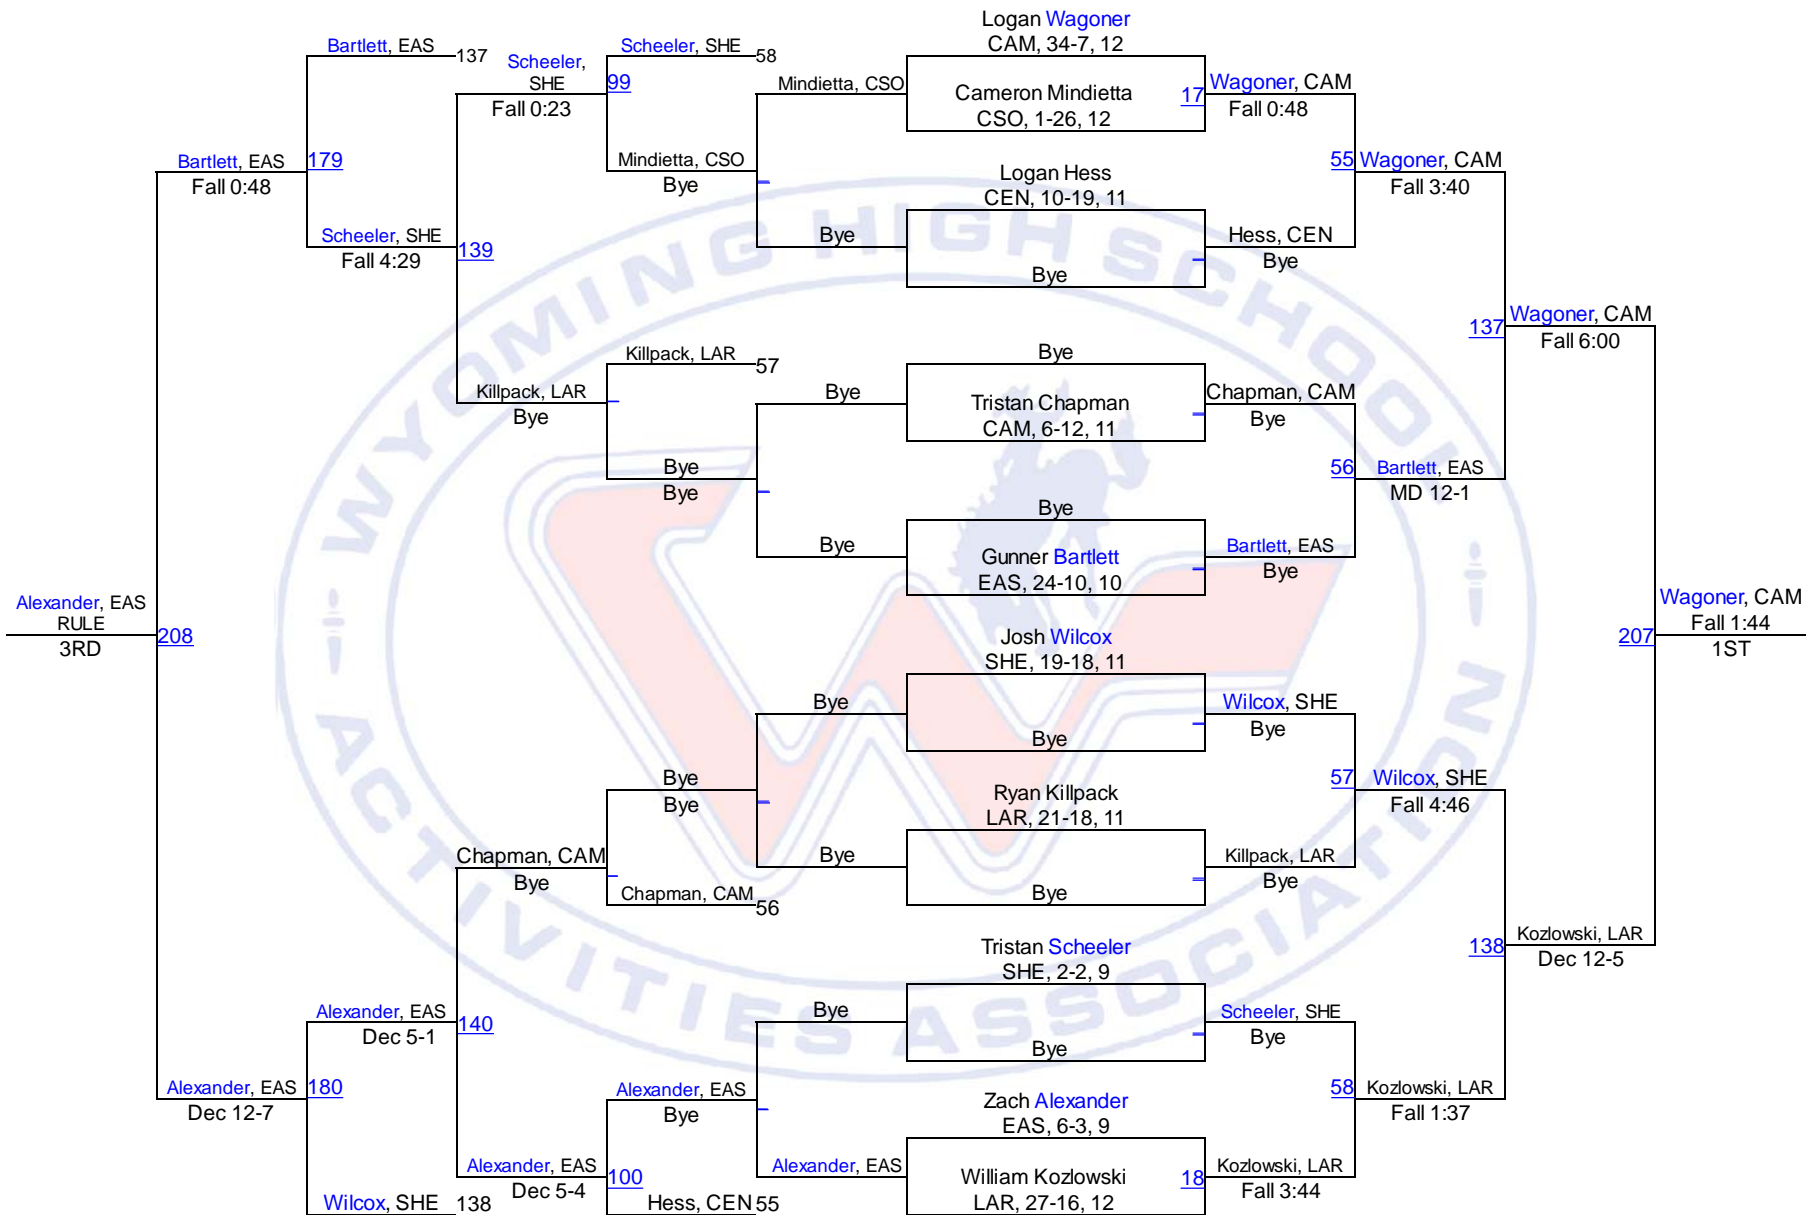 Logan Wagoner
CAM, 34-7, 12
Bartlett, EAS
137
Scheeler,
SHE
Fall 0:23
Scheeler, SHE
58
99
Mindietta, CSO
Cameron Mindietta
CSO, 1-26, 12
17
Wagoner, CAM
Fall 0:48
Bartlett, EAS
Fall 0:48
179
Mindietta, CSO
Bye
Logan Hess
CEN, 10-19, 11
55
Wagoner, CAM
Fall 3:40
Scheeler, SHE
Fall 4:29
139
Bye
Bye
Hess, CEN
Bye
137
Wagoner, CAM
Fall 6:00
Killpack, LAR
57
Bye
Killpack, LAR
Bye
Bye
Tristan Chapman
CAM, 6-12, 11
Chapman, CAM
Bye
Bye
Bye
56
Bartlett, EAS
MD 12-1
Bye
Bye
Gunner Bartlett
EAS, 24-10, 10
Bartlett, EAS
Bye
Alexander, EAS
RULE
3RD
208
Josh Wilcox
SHE, 19-18, 11
207
Wagoner, CAM
Fall 1:44
1ST
Bye
Bye
Wilcox, SHE
Bye
Bye
Bye
Ryan Killpack
LAR, 21-18, 11
57
Wilcox, SHE
Fall 4:46
Chapman, CAM
Bye
Bye
Bye
Killpack, LAR
Bye
Chapman, CAM
56
Tristan Scheeler
SHE, 2-2, 9
138
Kozlowski, LAR
Dec 12-5
Alexander, EAS
Dec 5-1
140
Bye
Bye
Scheeler, SHE
Bye
Alexander, EAS
Dec 12-7
180
Alexander, EAS
Bye
Zach Alexander
EAS, 6-3, 9
58
Kozlowski, LAR
Fall 1:37
Alexander, EAS
Dec 5-4
100
Alexander, EAS
William Kozlowski
LAR, 27-16, 12
18
Kozlowski, LAR
Fall 3:44
Wilcox, SHE
138
Hess, CEN
55
WYOMING HIGH SCHOOL
ACTIVITIES ASSOCIATION